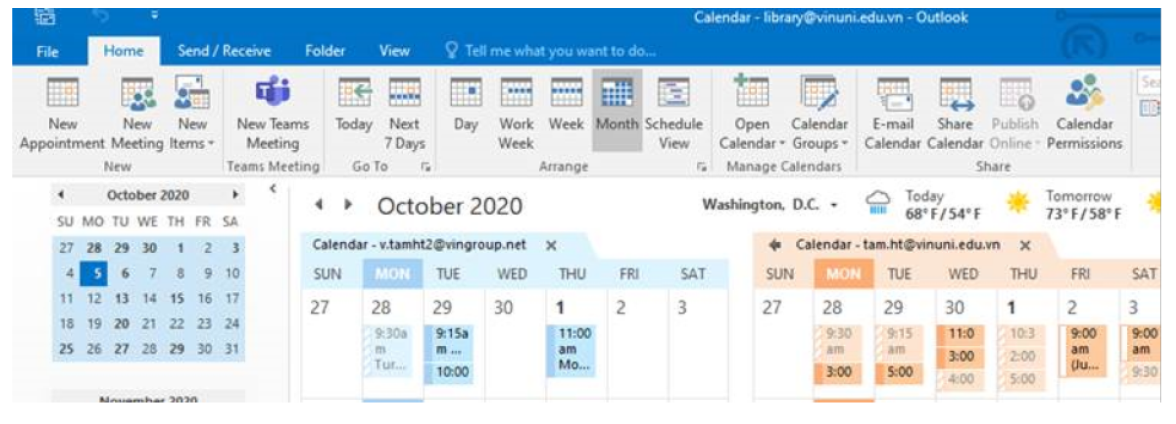 Calendar - library@vinuni.edu.vn - Outlook
File Home Send / Receive Folder View Tell me what you want to do...
New Appointment
New Meeting
New Items
New Teams Meeting
Today
Next 7 Days
Day
Work Week
Week
Month
Schedule View
Open Calendar
Calendar Groups
E-mail Calendar
Share Calendar
Publish Online
Calendar Permissions
New Teams Meeting Go To Arrange Manage Calendars Share
October 2020
SU MO TU WE TH FR SA
27 28 29 30 1 2 3
4 5 6 7 8 9 10
11 12 13 14 15 16 17
18 19 20 21 22 23 24
25 26 27 28 29 30 31
November 2020
October 2020
Washington, D.C.
Today
68° F / 54° F
Tomorrow
73° F / 58° F
Calendar - v.tamht2@vingroup.net
SUN MON TUE WED THU FRI SAT
27 28 29 30 1 2 3
9:30a
m
Tur...
9:15a
m ...
10:00
11:00
am
Mo...
Calendar - tam.ht@vinuni.edu.vn
SUN MON TUE WED THU FRI SAT
27 28 29 30 1 2 3
9:30
am
3:00
9:15
am
5:00
11:0
3:00
4:00
10:3
2:00
5:00
9:00
am
(Ju...
9:00
am
9:30